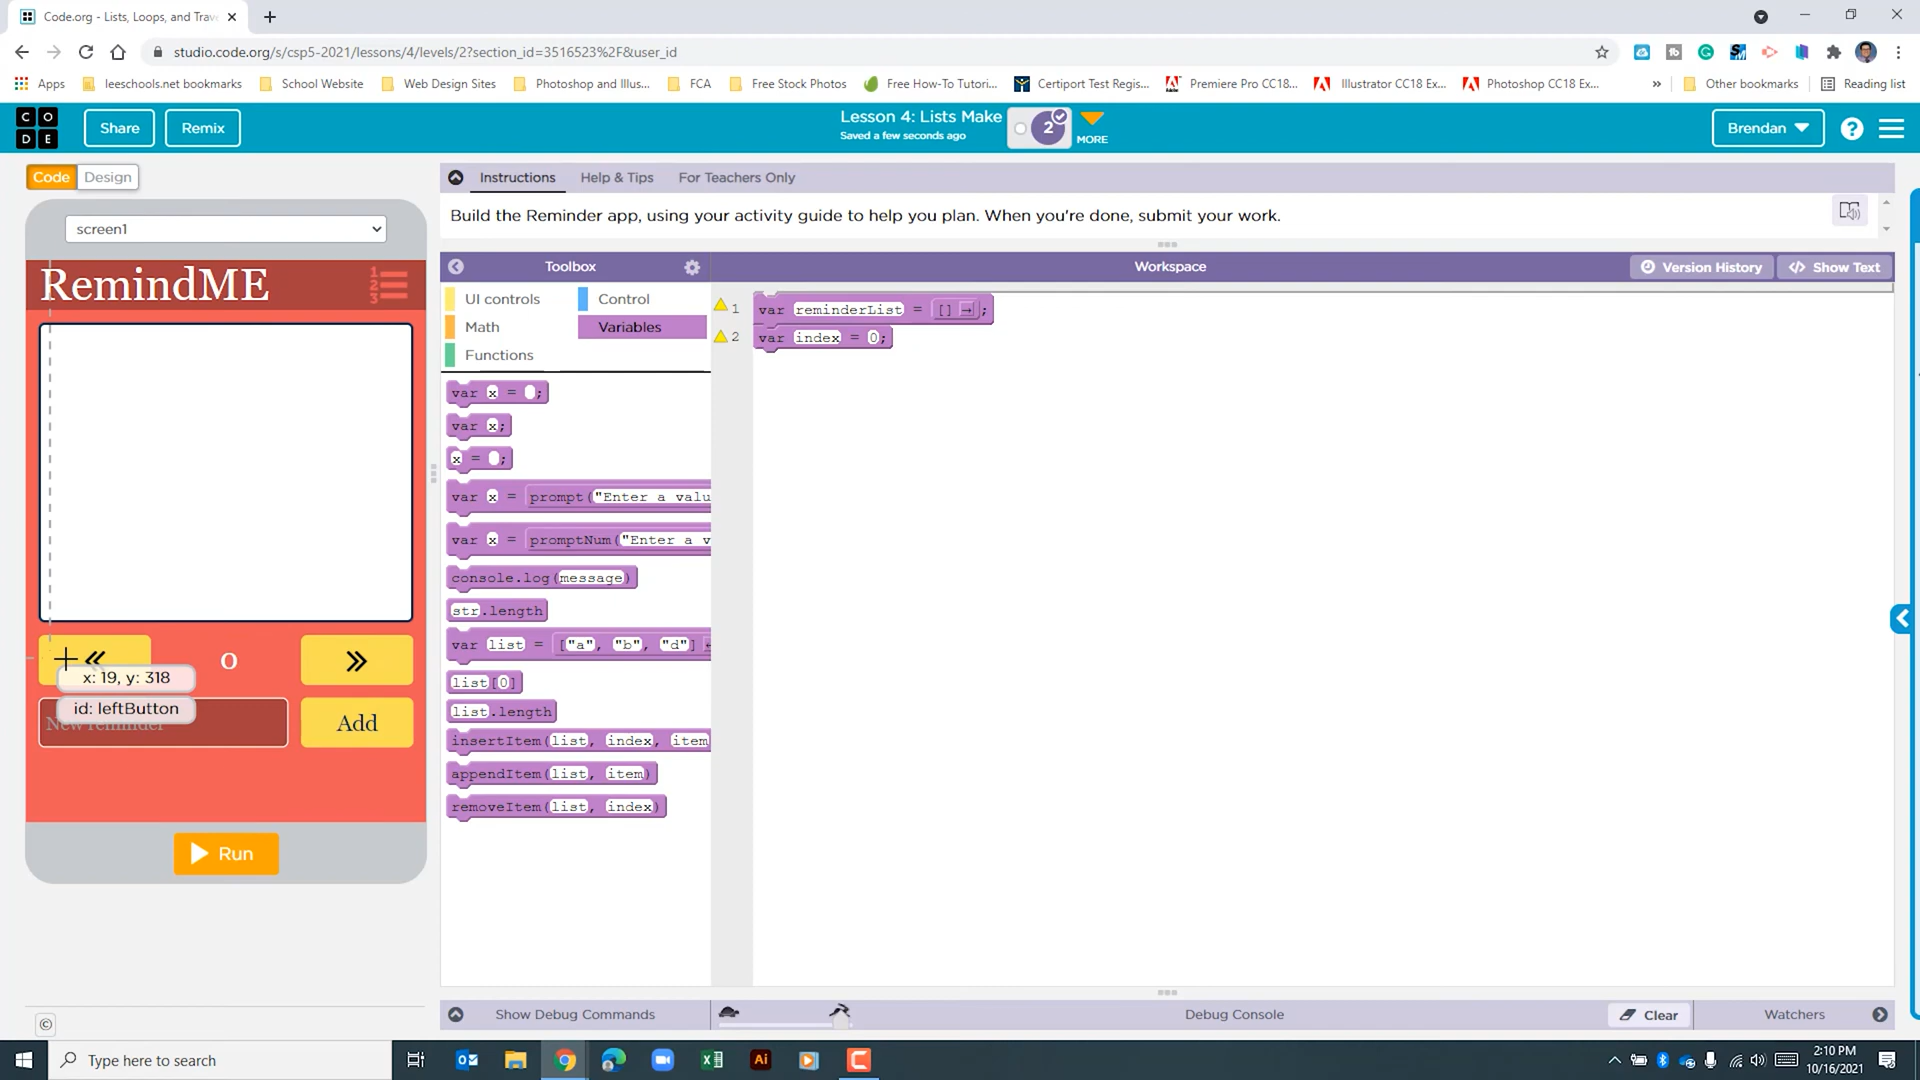 Code.org - Lists, Loops, and Trav
studio.code.org/s/csp5-2021/lessons/4/levels/2?section_id=3516523%2F&user_id
Apps
leeschools.net bookmarks
School Website
Web Design Sites
Photoshop and Illus...
FCA
Free Stock Photos
Free How-To Tutori...
Certiport Test Regis...
Premiere Pro CC18...
Illustrator CC18 Ex...
Photoshop CC18 Ex...
»
Other bookmarks
Reading list
C O
D E
Share
Remix
Lesson 4: Lists Make
Saved a few seconds ago
2
MORE
Brendan
?
Code
Design
Instructions
Help & Tips
For Teachers Only
Build the Reminder app, using your activity guide to help you plan. When you're done, submit your work.
screen1
RemindME
1
2
3
«
0
»
x: 19, y: 318
id: leftButton
New reminder
Add
Run
Toolbox
Workspace
Version History
</> Show Text
UI controls
Control
Math
Variables
Functions
var x = ;
var x;
x = ;
var x = prompt("Enter a valu
var x = promptNum("Enter a v
console.log(message)
str.length
var list = ["a", "b", "d"]
list[0]
list.length
insertItem(list, index, item
appendItem(list, item)
removeItem(list, index)
1 var reminderList = [] → ;
2 var index = 0;
©
Show Debug Commands
Debug Console
Clear
Watchers
Type here to search
2:10 PM
10/16/2021